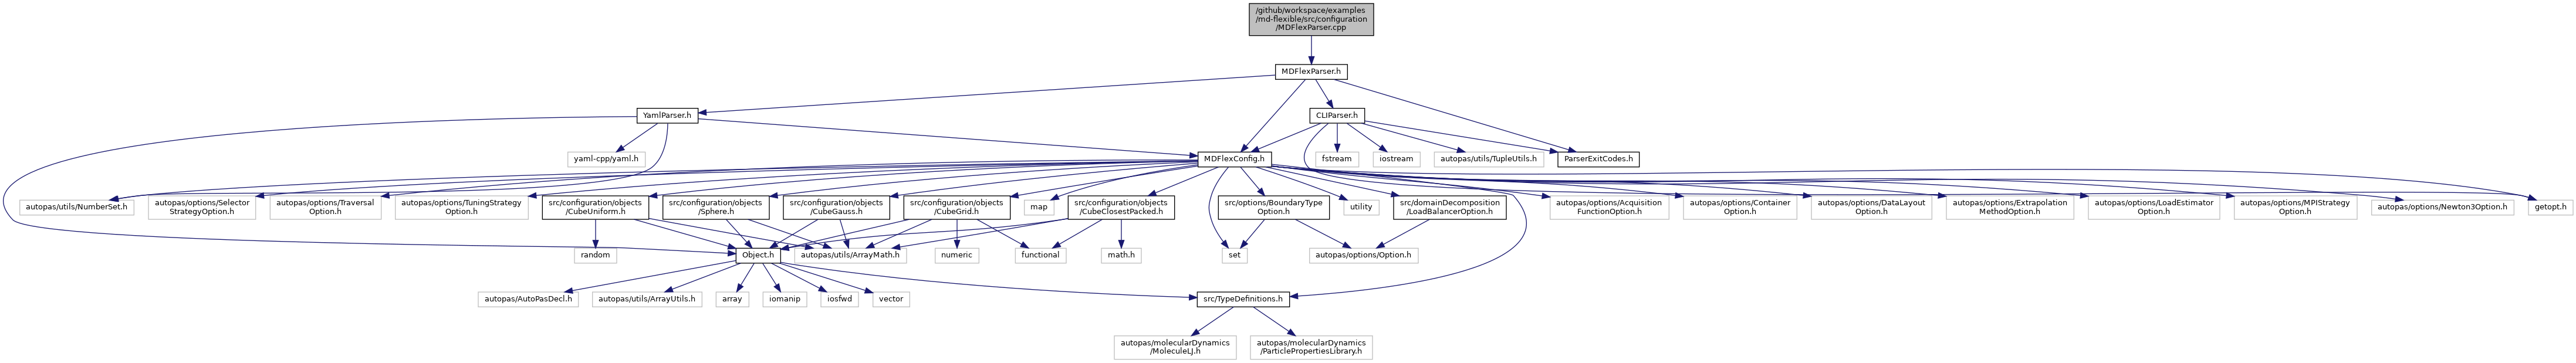 /github/workspace/examples
/md-flexible/src/configuration
/MDFlexParser.cpp
MDFlexParser.h
YamlParser.h
CLIParser.h
yaml-cpp/yaml.h
MDFlexConfig.h
fstream
iostream
autopas/utils/TupleUtils.h
ParserExitCodes.h
autopas/utils/NumberSet.h
autopas/options/Selector
StrategyOption.h
autopas/options/Traversal
Option.h
autopas/options/TuningStrategy
Option.h
src/configuration/objects
/CubeUniform.h
src/configuration/objects
/Sphere.h
src/configuration/objects
/CubeGauss.h
src/configuration/objects
/CubeGrid.h
map
src/configuration/objects
/CubeClosestPacked.h
src/options/BoundaryType
Option.h
utility
src/domainDecomposition
/LoadBalancerOption.h
autopas/options/Acquisition
FunctionOption.h
autopas/options/Container
Option.h
autopas/options/DataLayout
Option.h
autopas/options/Extrapolation
MethodOption.h
autopas/options/LoadEstimator
Option.h
autopas/options/MPIStrategy
Option.h
autopas/options/Newton3Option.h
getopt.h
random
Object.h
autopas/utils/ArrayMath.h
numeric
functional
math.h
set
autopas/options/Option.h
autopas/AutoPasDecl.h
autopas/utils/ArrayUtils.h
array
iomanip
iosfwd
vector
src/TypeDefinitions.h
autopas/molecularDynamics
/MoleculeLJ.h
autopas/molecularDynamics
/ParticlePropertiesLibrary.h